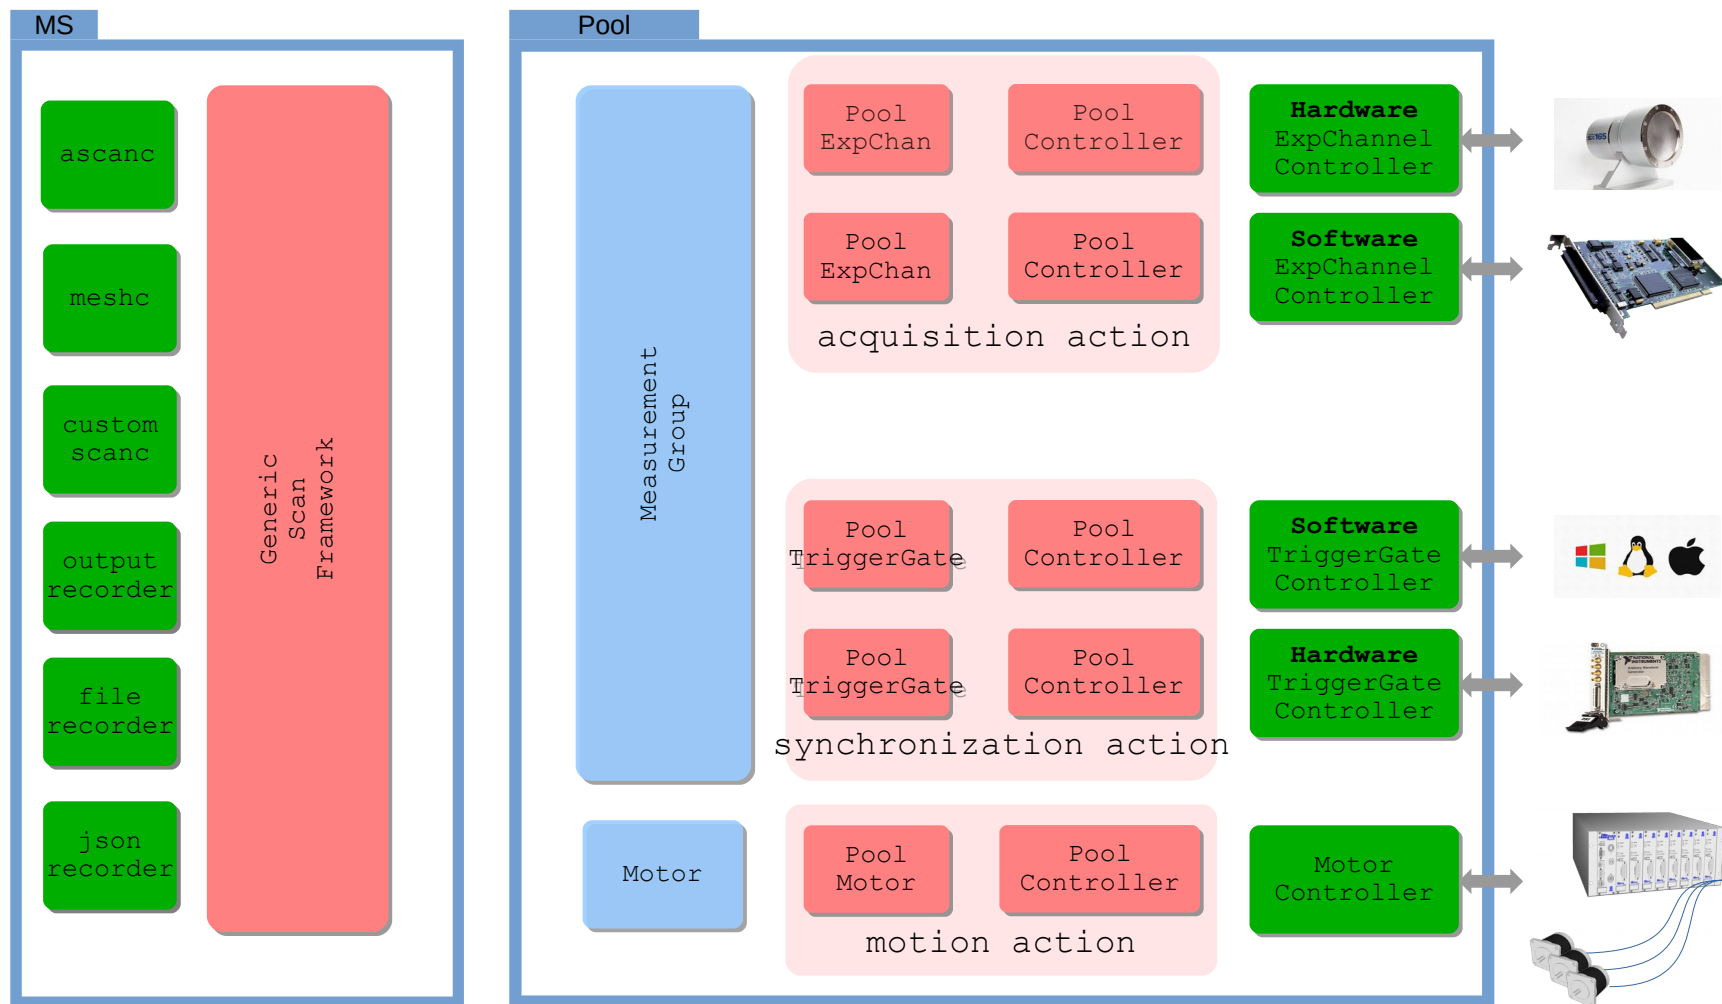 MS
Pool
ascanc
meshc
custom
scanc
output
recorder
file
recorder
json
recorder
Generic
Scan
Framework
Measurement
Group
Motor
Pool
ExpChan
Pool
Controller
Hardware
ExpChannel
Controller
Pool
ExpChan
Pool
Controller
Software
ExpChannel
Controller
acquisition action
Pool
TriggerGate
Pool
Controller
Software
TriggerGate
Controller
Pool
TriggerGate
Pool
Controller
Hardware
TriggerGate
Controller
synchronization action
Pool
Motor
Pool
Controller
Motor
Controller
motion action
NATIONAL
INSTRUMENTS